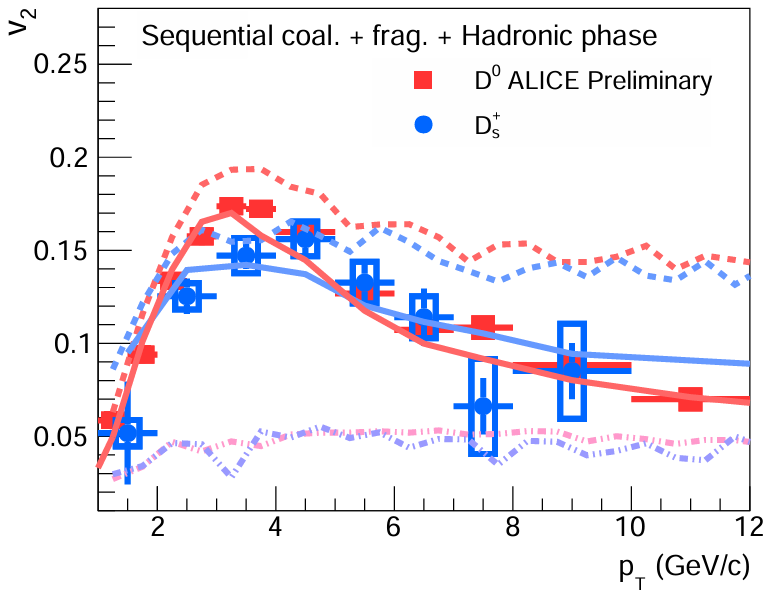 v2
Sequential coal. + frag. + Hadronic phase
D0 ALICE Preliminary
Ds+
0.25
0.2
0.15
0.1
0.05
2 4 6 8 10 12
pT (GeV/c)